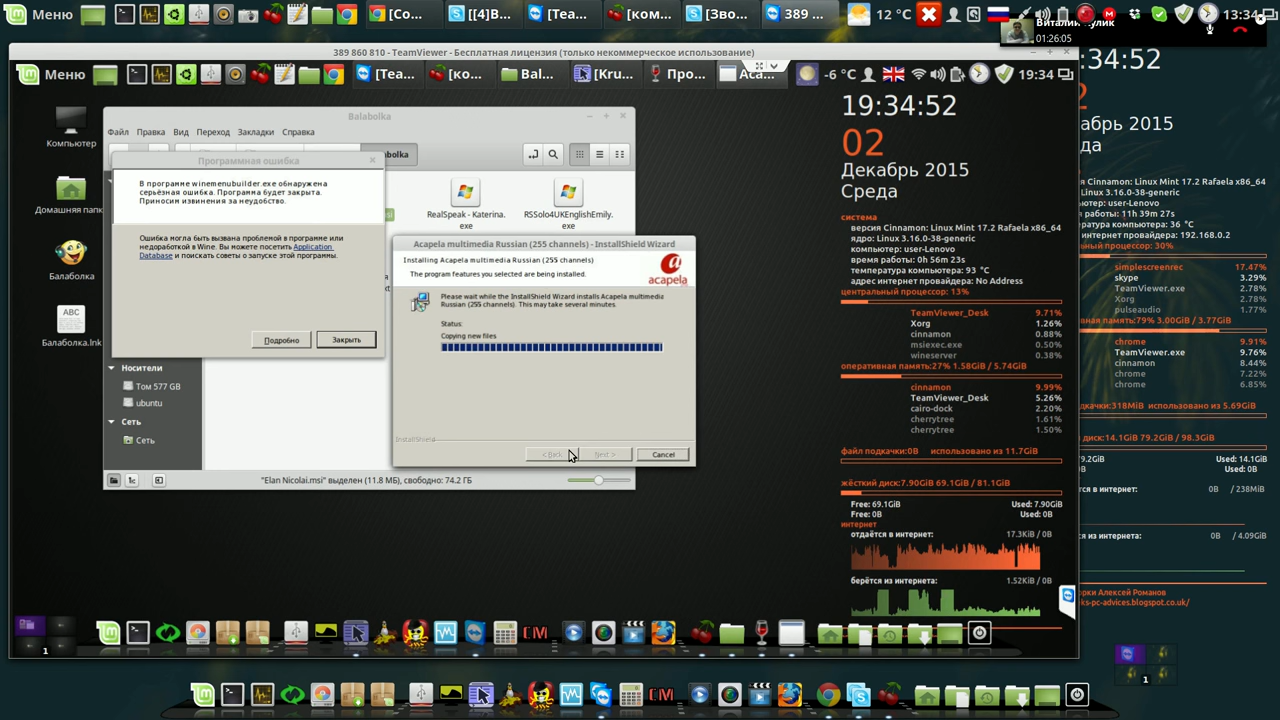 Меню
[Co...
[[4]B...
[Tea...
[ком...
[Зво...
389 ...
12 °C
13:34
01:26:05
389 860 810 - TeamViewer - Бесплатная лицензия (только некоммерческое использование)
Меню
[Tea...
[ко...
Bal...
[Kru...
Про...
Aca...
-6 °C
19:34
Компьютер
Домашняя папк
Балаболка
ABC
Балаболка.lnk
Balabolka
Файл Правка Вид Переход Закладки Справка
olka
RealSpeak - Katerina.
exe
RSSolo4UKEnglishEmily.
exe
Носители
Том 577 GB
ubuntu
Сеть
Сеть
"Elan Nicolai.msi" выделен (11.8 МБ), свободно: 74.2 ГБ
Программная ошибка
В программе winemenubuilder.exe обнаружена
серьёзная ошибка. Программа будет закрыта.
Приносим извинения за неудобство.
Ошибка могла быть вызвана проблемой в программе или
недоработкой в Wine. Вы можете посетить Application
Database и поискать советы о запуске этой программы.
Подробно
Закрыть
Acapela multimedia Russian (255 channels) - InstallShield Wizard
Installing Acapela multimedia Russian (255 channels)
The program features you selected are being installed.
acapela
Please wait while the InstallShield Wizard installs Acapela multimedia
Russian (255 channels). This may take several minutes.
Status:
Copying new files
InstallShield
< Back
Next >
Cancel
19:34:52
02
Декабрь 2015
Среда
система
версия Cinnamon: Linux Mint 17.2 Rafaela x86_64
ядро: Linux 3.16.0-38-generic
компьютер: user-Lenovo
время работы: 0h 56m 23s
температура компьютера: 93 °C
адрес интернет провайдера: No Address
центральный процессор: 13%
TeamViewer_Desk 9.71%
Xorg 1.26%
cinnamon 0.88%
msiexec.exe 0.50%
wineserver 0.38%
оперативная память:27% 1.58GiB / 5.74GiB
cinnamon 9.99%
TeamViewer_Desk 5.26%
cairo-dock 2.20%
cherrytree 1.61%
cherrytree 1.50%
файл подкачки:0B использовано из 11.7GiB
жёсткий диск:7.90GiB 69.1GiB / 81.1GiB
Free: 69.1GiB Used: 7.90GiB
Free: 0B Used: 0B
интернет
отдаётся в интернет: 17.3KiB / 0B
берётся из интернета: 1.52KiB / 0B
1
:34:52
абрь 2015
еда
я Cinnamon: Linux Mint 17.2 Rafaela x86_64
Linux 3.16.0-38-generic
ютер: user-Lenovo
работы: 11h 39m 27s
ратура компьютера: 36 °C
интернет провайдера: 192.168.0.2
ьный процессор: 30%
simplescreenrec 17.47%
skype 3.29%
TeamViewer.exe 2.78%
Xorg 2.78%
pulseaudio 1.77%
вная память:79% 3.00GiB / 3.77GiB
chrome 9.91%
TeamViewer.exe 9.76%
cinnamon 8.44%
chrome 7.22%
chrome 6.85%
дкачки:318MiB использовано из 5.69GiB
диск:14.1GiB 79.2GiB / 98.3GiB
9.2GiB Used: 14.1GiB
B Used: 0B
я в интернет: 0B / 238MiB
из интернета: 0B / 4.09GiB
орки Алексей Романов
ks-pc-advices.blogspot.co.uk/
1